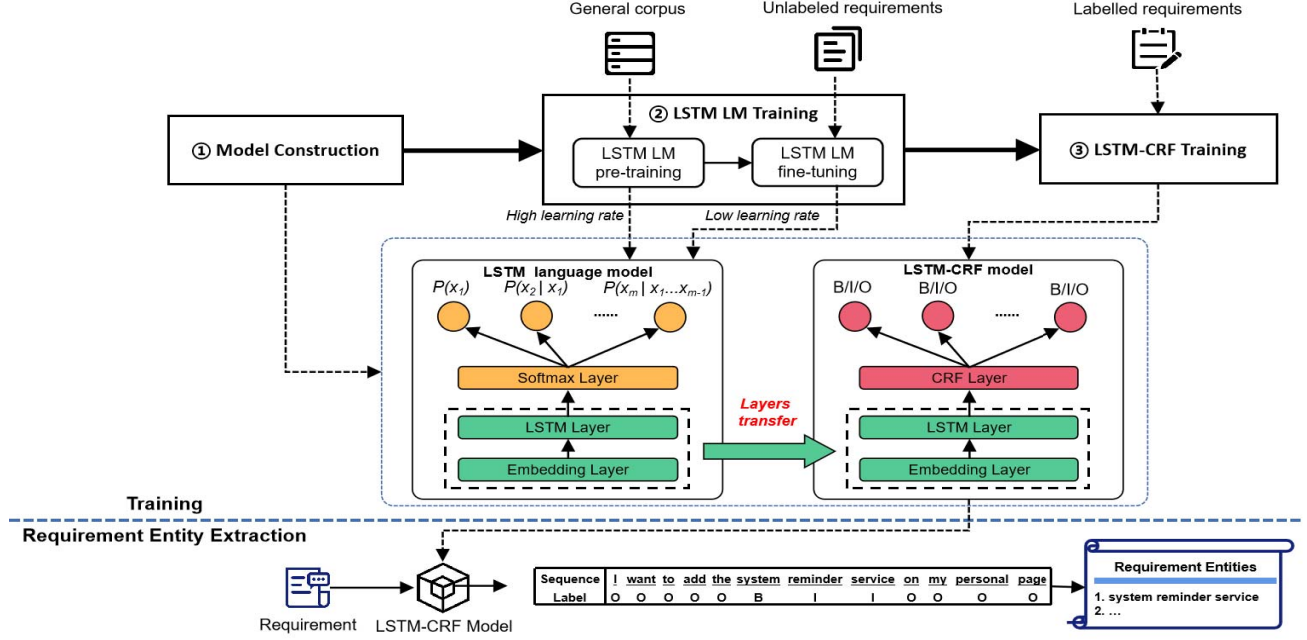 General corpus
Unlabeled requirements
Labelled requirements
① Model Construction
② LSTM LM Training
LSTM LM
pre-training
LSTM LM
fine-tuning
③ LSTM-CRF Training
High learning rate
Low learning rate
LSTM language model
P(x1) P(x2 | x1) P(xm | x1...xm-1)
......
Softmax Layer
LSTM Layer
Embedding Layer
Layers
transfer
LSTM-CRF model
B/I/O B/I/O B/I/O
......
CRF Layer
LSTM Layer
Embedding Layer
Training
Requirement Entity Extraction
Requirement
LSTM-CRF Model
Sequence I want to add the system reminder service on my personal page
Label O O O O O B I I O O O O
Requirement Entities
1. system reminder service
2. ...